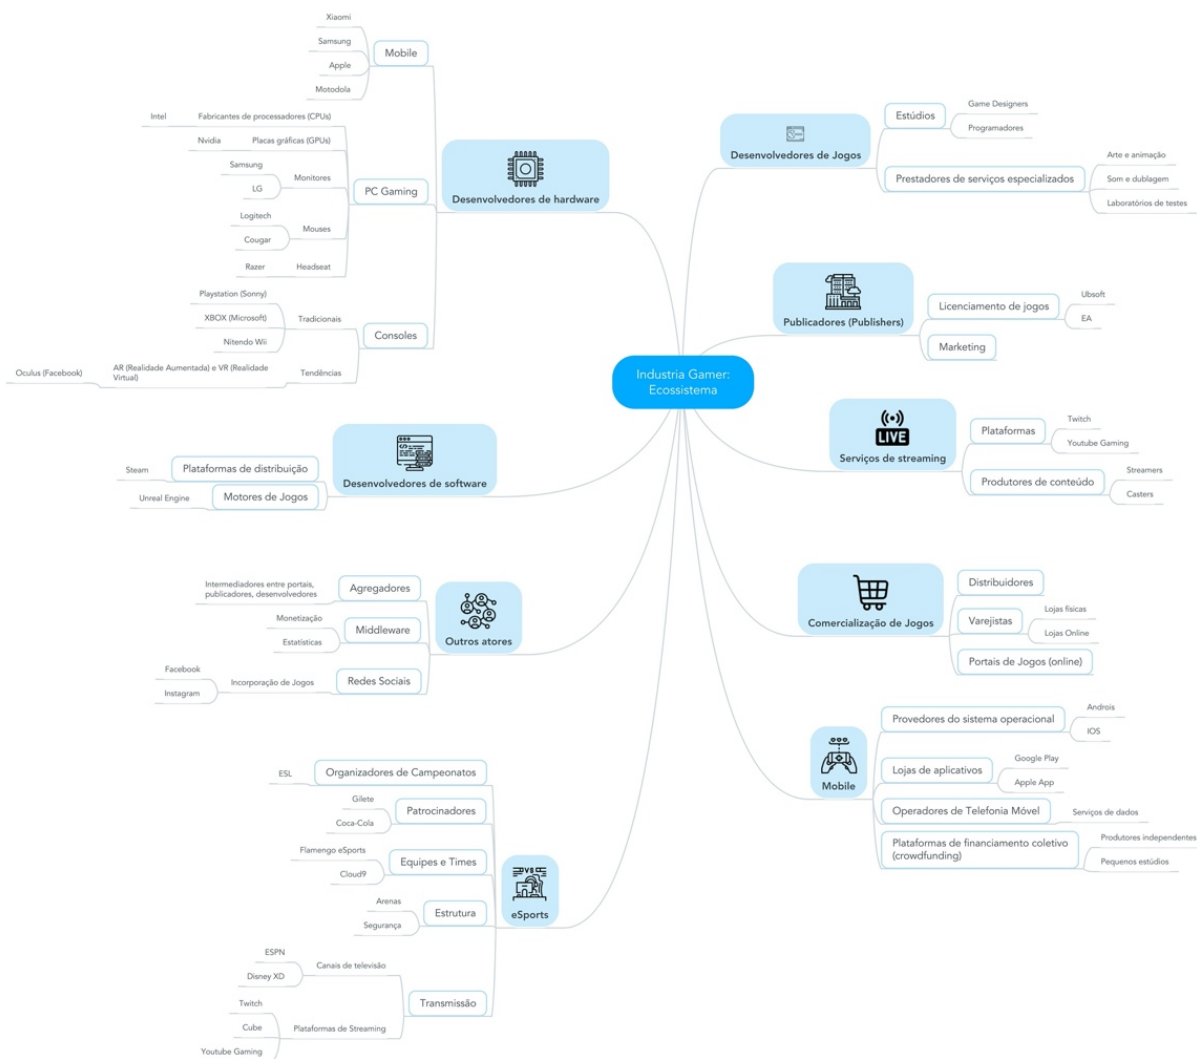 Industria Gamer:
Ecossistema
Desenvolvedores de hardware
Mobile
Xiaomi
Samsung
Apple
Motodola
PC Gaming
Fabricantes de processadores (CPUs)
Intel
Placas gráficas (GPUs)
Nvidia
Monitores
Samsung
LG
Mouses
Logitech
Cougar
Headseat
Razer
Consoles
Tradicionais
Playstation (Sony)
XBOX (Microsoft)
Nitendo Wii
Tendências
AR (Realidade Aumentada) e VR (Realidade
Virtual)
Oculus (Facebook)
Desenvolvedores de software
Plataformas de distribuição
Steam
Motores de Jogos
Unreal Engine
Outros atores
Agregadores
Intermediadores entre portais,
publicadores, desenvolvedores
Middleware
Monetização
Estatísticas
Redes Sociais
Incorporação de Jogos
Facebook
Instagram
VS
eSports
Organizadores de Campeonatos
ESL
Patrocinadores
Gilete
Coca-Cola
Equipes e Times
Flamengo eSports
Cloud9
Estrutura
Arenas
Segurança
Transmissão
Canais de televisão
ESPN
Disney XD
Plataformas de Streaming
Twitch
Cube
Youtube Gaming
Desenvolvedores de Jogos
Estúdios
Game Designers
Programadores
Prestadores de serviços especializados
Arte e animação
Som e dublagem
Laboratórios de testes
Publicadores (Publishers)
Licenciamento de jogos
Ubsoft
EA
Marketing
LIVE
Serviços de streaming
Plataformas
Twitch
Youtube Gaming
Produtores de conteúdo
Streamers
Casters
Comercialização de Jogos
Distribuidores
Varejistas
Lojas físicas
Lojas Online
Portais de Jogos (online)
Mobile
Provedores do sistema operacional
Androis
IOS
Lojas de aplicativos
Google Play
Apple App
Operadores de Telefonia Móvel
Serviços de dados
Plataformas de financiamento coletivo
(crowdfunding)
Produtores independentes
Pequenos estúdios